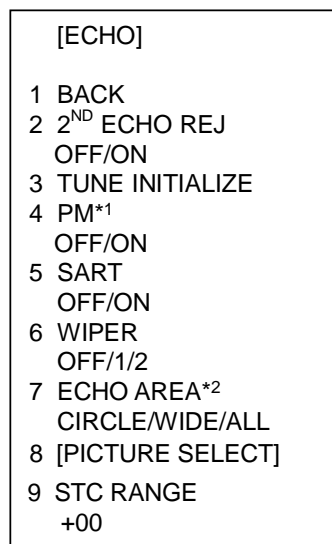 [ECHO]
1 BACK
2 2ND ECHO REJ
OFF/ON
3 TUNE INITIALIZE
4 PM*1
OFF/ON
5 SART
OFF/ON
6 WIPER
OFF/1/2
7 ECHO AREA*2
CIRCLE/WIDE/ALL
8 [PICTURE SELECT]
9 STC RANGE
+00